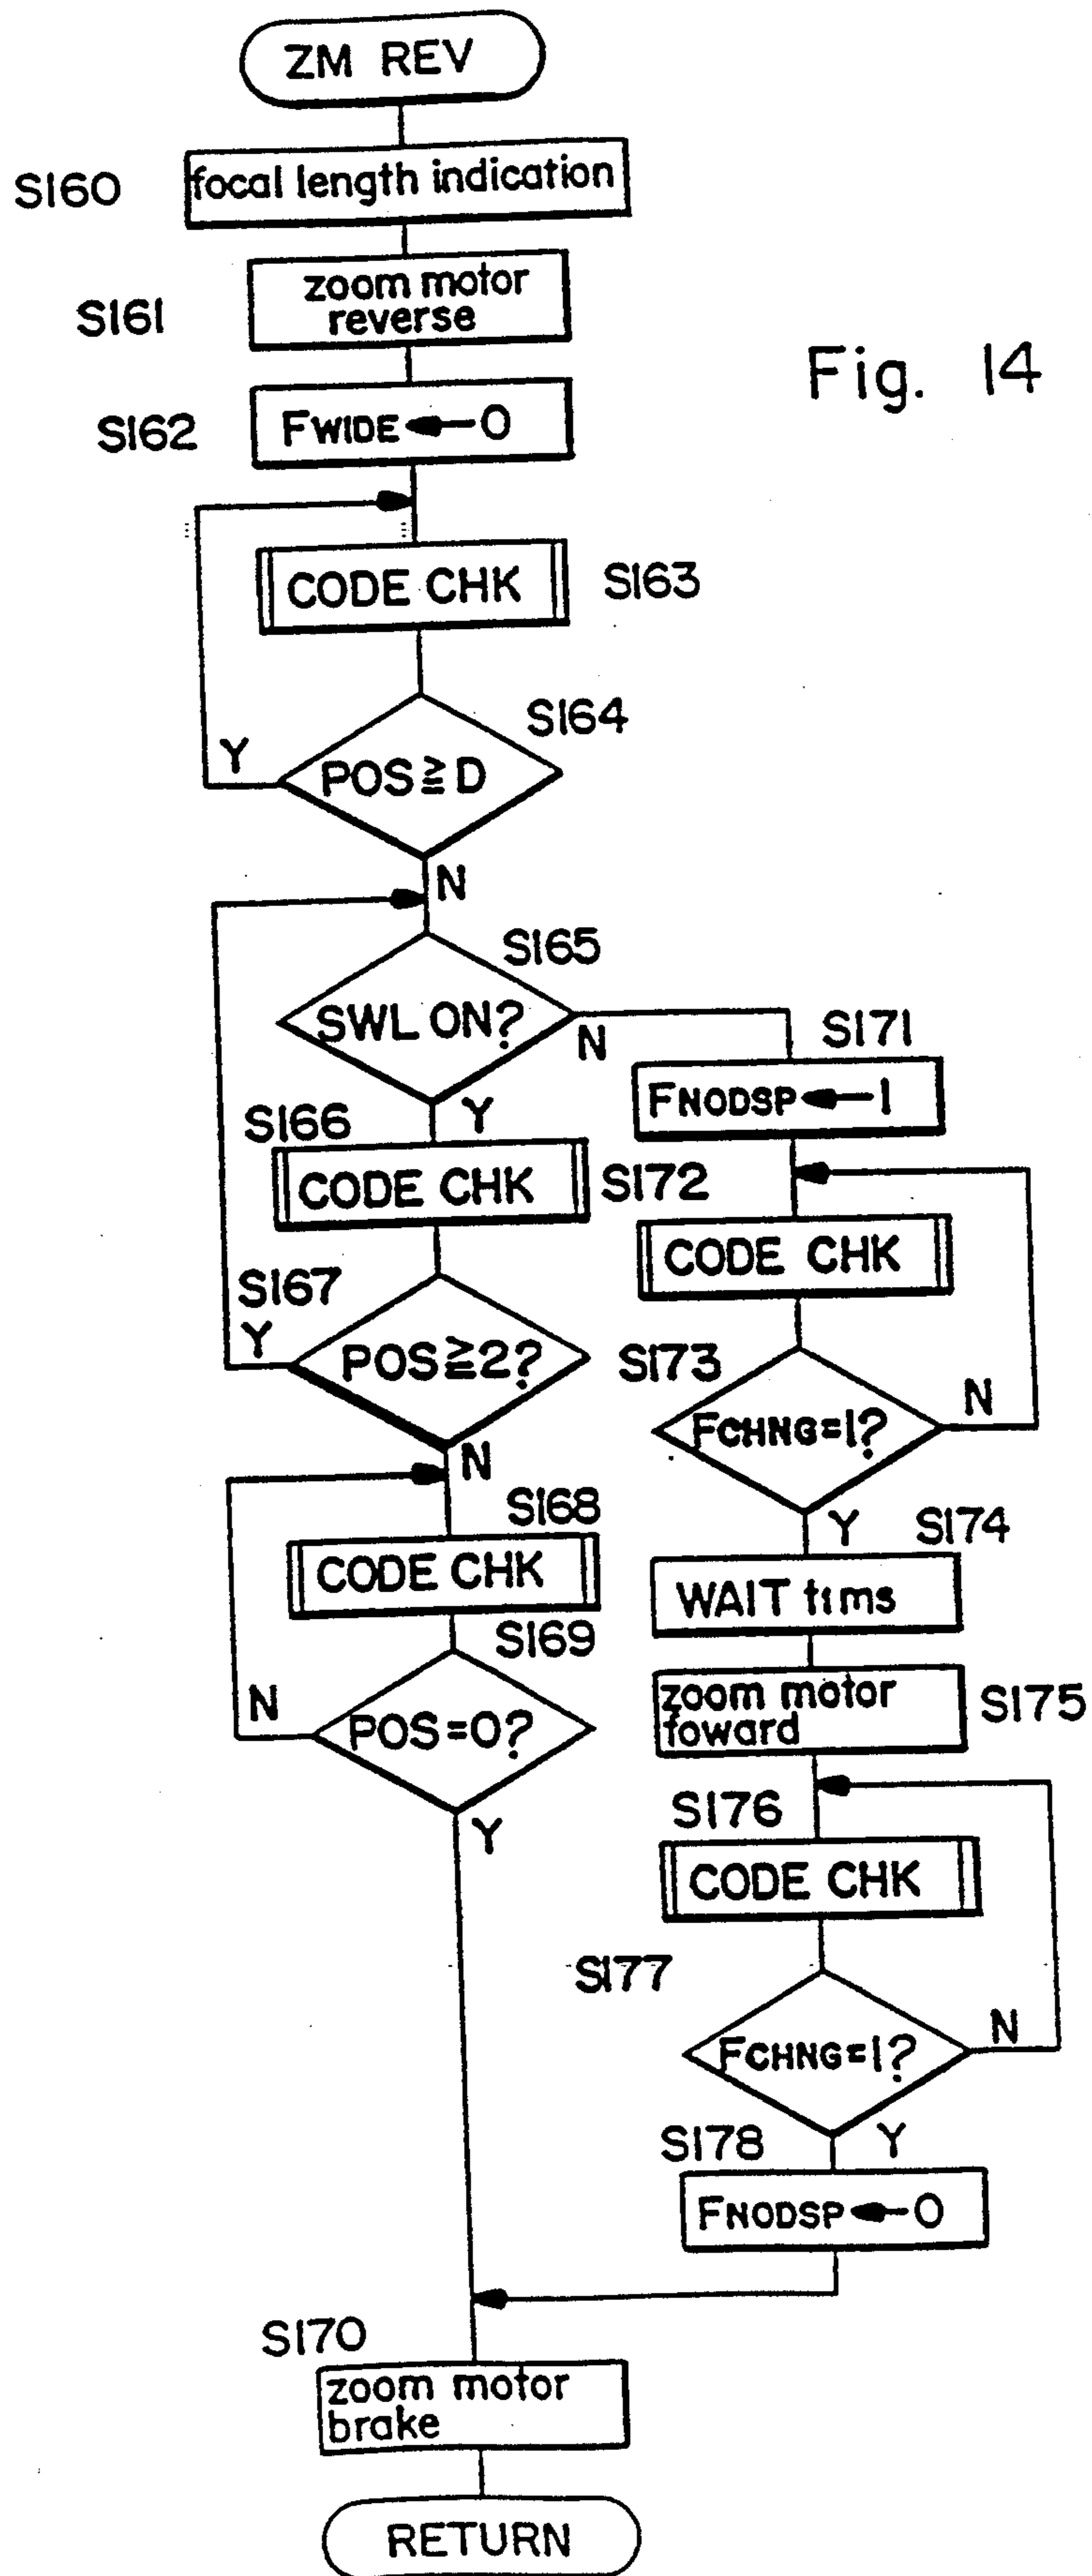 ZM REV
S160
focal length indication
S161
zoom motor
reverse
Fig. 14
S162
FWIDE←0
CODE CHK
S163
S164
Y
POS≧D
N
S165
SWL ON?
N
S171
FNODSP←1
Y
S166
CODE CHK
S172
CODE CHK
S167
Y
POS≧2?
S173
FCHNG=1?
N
N
S168
CODE CHK
Y
S174
WAIT t1ms
S169
N
POS=0?
zoom motor
foward
S175
Y
S176
CODE CHK
S177
FCHNG=1?
N
S178
Y
FNODSP←0
S170
zoom motor
brake
RETURN